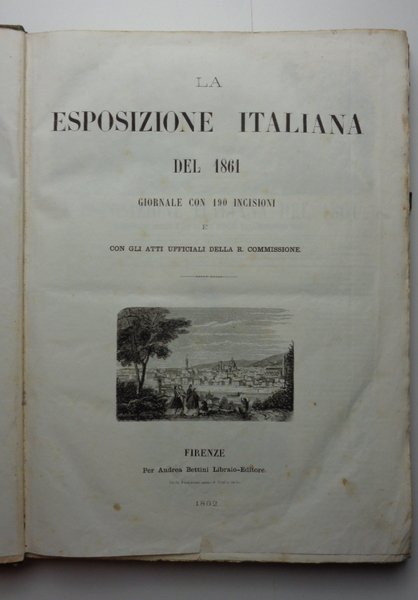 LA
ESPOSIZIONE ITALIANA
DEL 1861
GIORNALE CON 190 INCISIONI
E
CON GLI ATTI UFFICIALI DELLA R. COMMISSIONE.
FIRENZE
Per Andrea Bettini Libraio-Editore.
1862